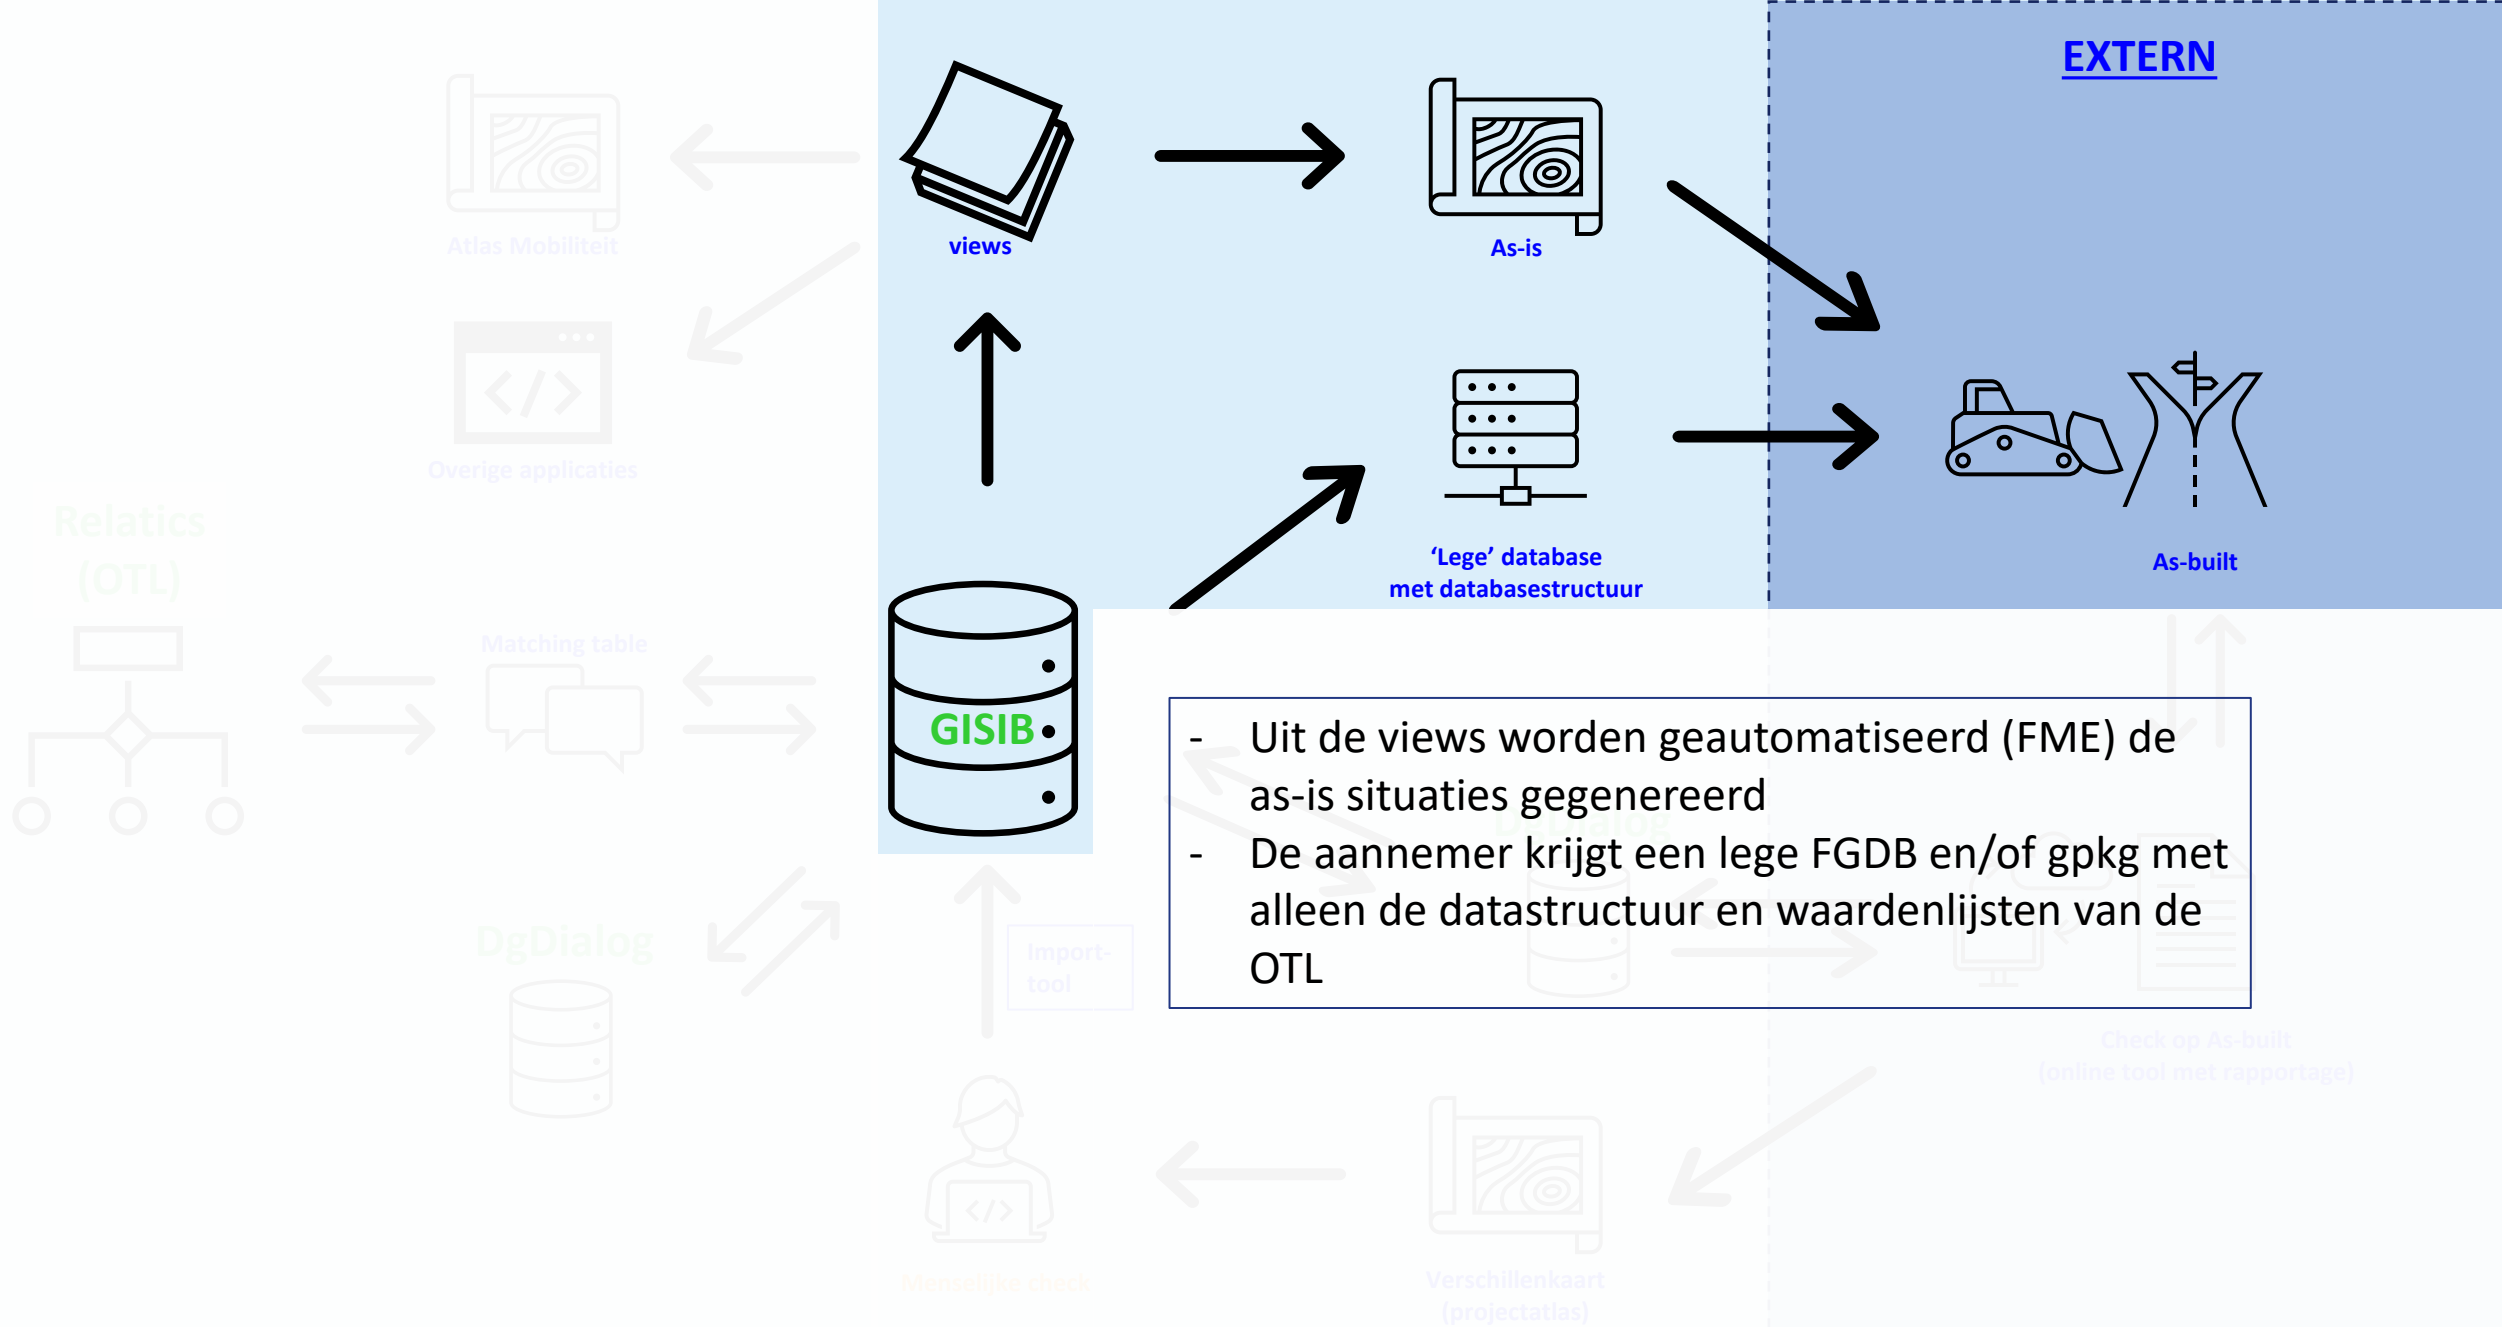 EXTERN
views
As-is
Atlas Mobiliteit
Overige applicaties
Relatics
(OTL)
'Lege' database
met databasestructuur
As-built
Matching table
GISIB
- Uit de views worden geautomatiseerd (FME) de
as-is situaties gegenereerd
- De aannemer krijgt een lege FGDB en/of gpkg met
alleen de datastructuur en waardenlijsten van de
OTL
DgDialog
DgDialog
Import-
tool
Check op As-built
(online tool met rapportage)
Menselijke check
Verschillenkaart
(projectatlas)